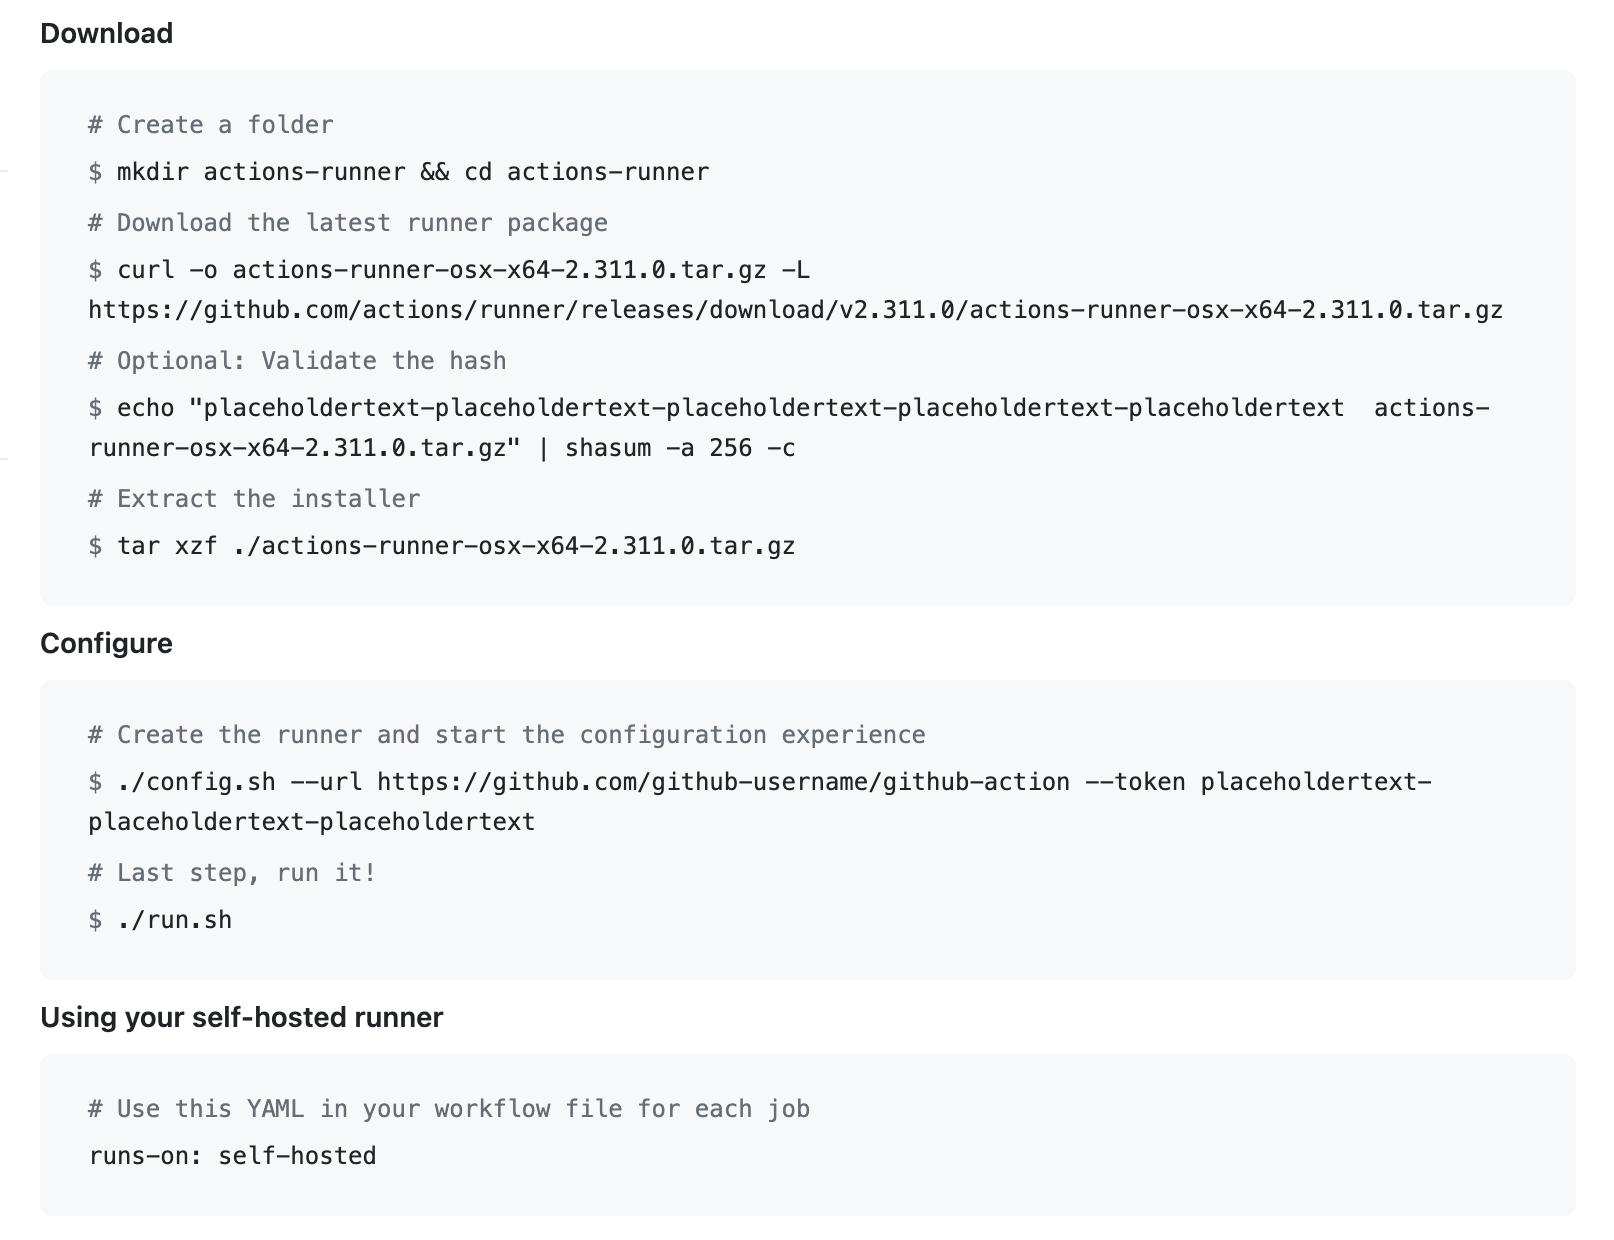 Download
# Create a folder
$ mkdir actions-runner && cd actions-runner
# Download the latest runner package
$ curl -o actions-runner-osx-x64-2.311.0.tar.gz -L
https://github.com/actions/runner/releases/download/v2.311.0/actions-runner-osx-x64-2.311.0.tar.gz
# Optional: Validate the hash
$ echo "placeholdertext-placeholdertext-placeholdertext-placeholdertext-placeholdertext  actions-
runner-osx-x64-2.311.0.tar.gz" | shasum -a 256 -c
# Extract the installer
$ tar xzf ./actions-runner-osx-x64-2.311.0.tar.gz
Configure
# Create the runner and start the configuration experience
$ ./config.sh --url https://github.com/github-username/github-action --token placeholdertext-
placeholdertext-placeholdertext
# Last step, run it!
$ ./run.sh
Using your self-hosted runner
# Use this YAML in your workflow file for each job
runs-on: self-hosted